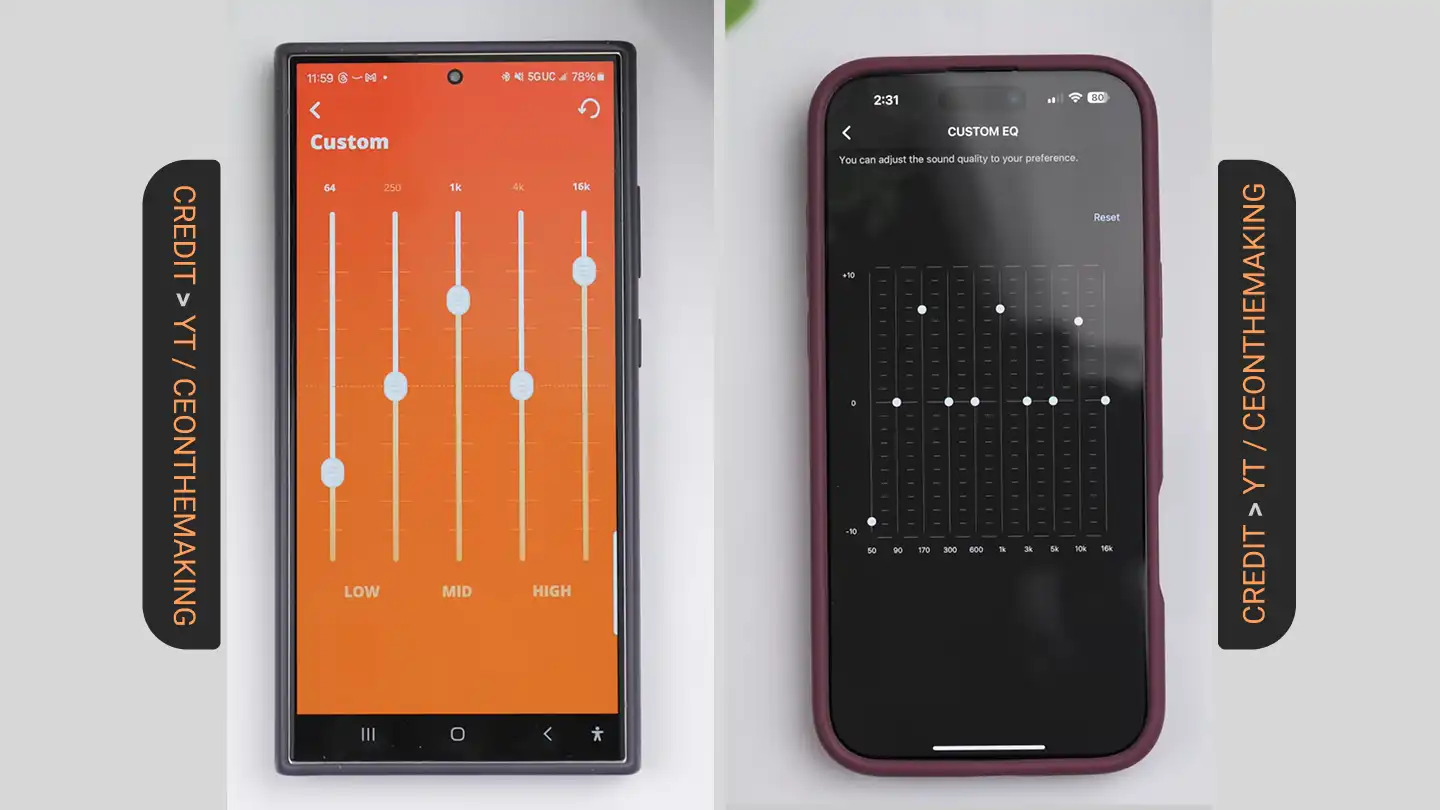 CREDIT > YT / CEONTHEMAKING
11:59 5GUC 78%
Custom
64 250 1k 4k 16k
LOW MID HIGH
2:31 80
CUSTOM EQ
You can adjust the sound quality to your preference.
Reset
+10
0
-10
50 90 170 300 600 1k 3k 5k 10k 16k
CREDIT > YT / CEONTHEMAKING